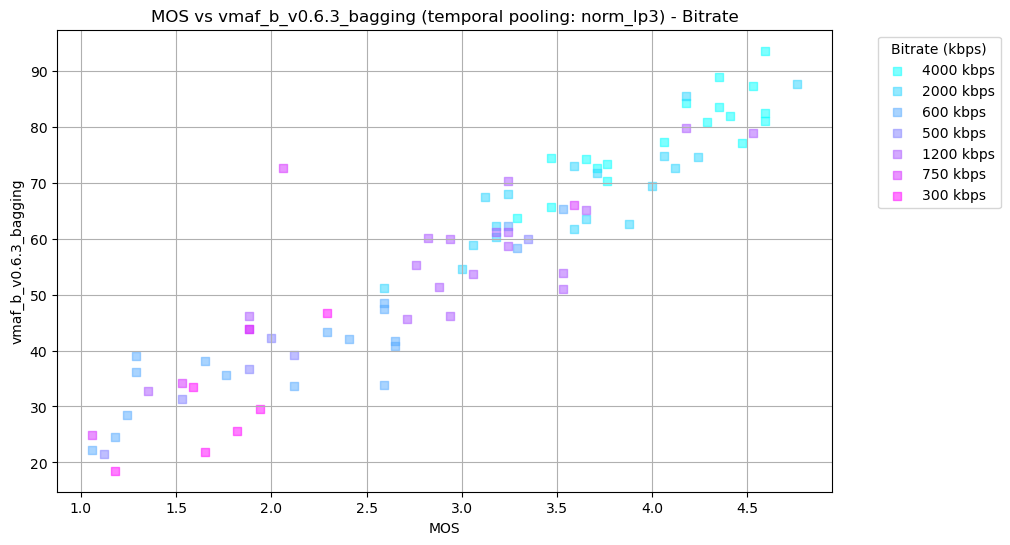 MOS vs vmaf_b_v0.6.3_bagging (temporal pooling: norm_lp3) - Bitrate
vmaf_b_v0.6.3_bagging
90
80
70
60
50
40
30
20
1.0 1.5 2.0 2.5 3.0 3.5 4.0 4.5
MOS
Bitrate (kbps)
4000 kbps
2000 kbps
600 kbps
500 kbps
1200 kbps
750 kbps
300 kbps